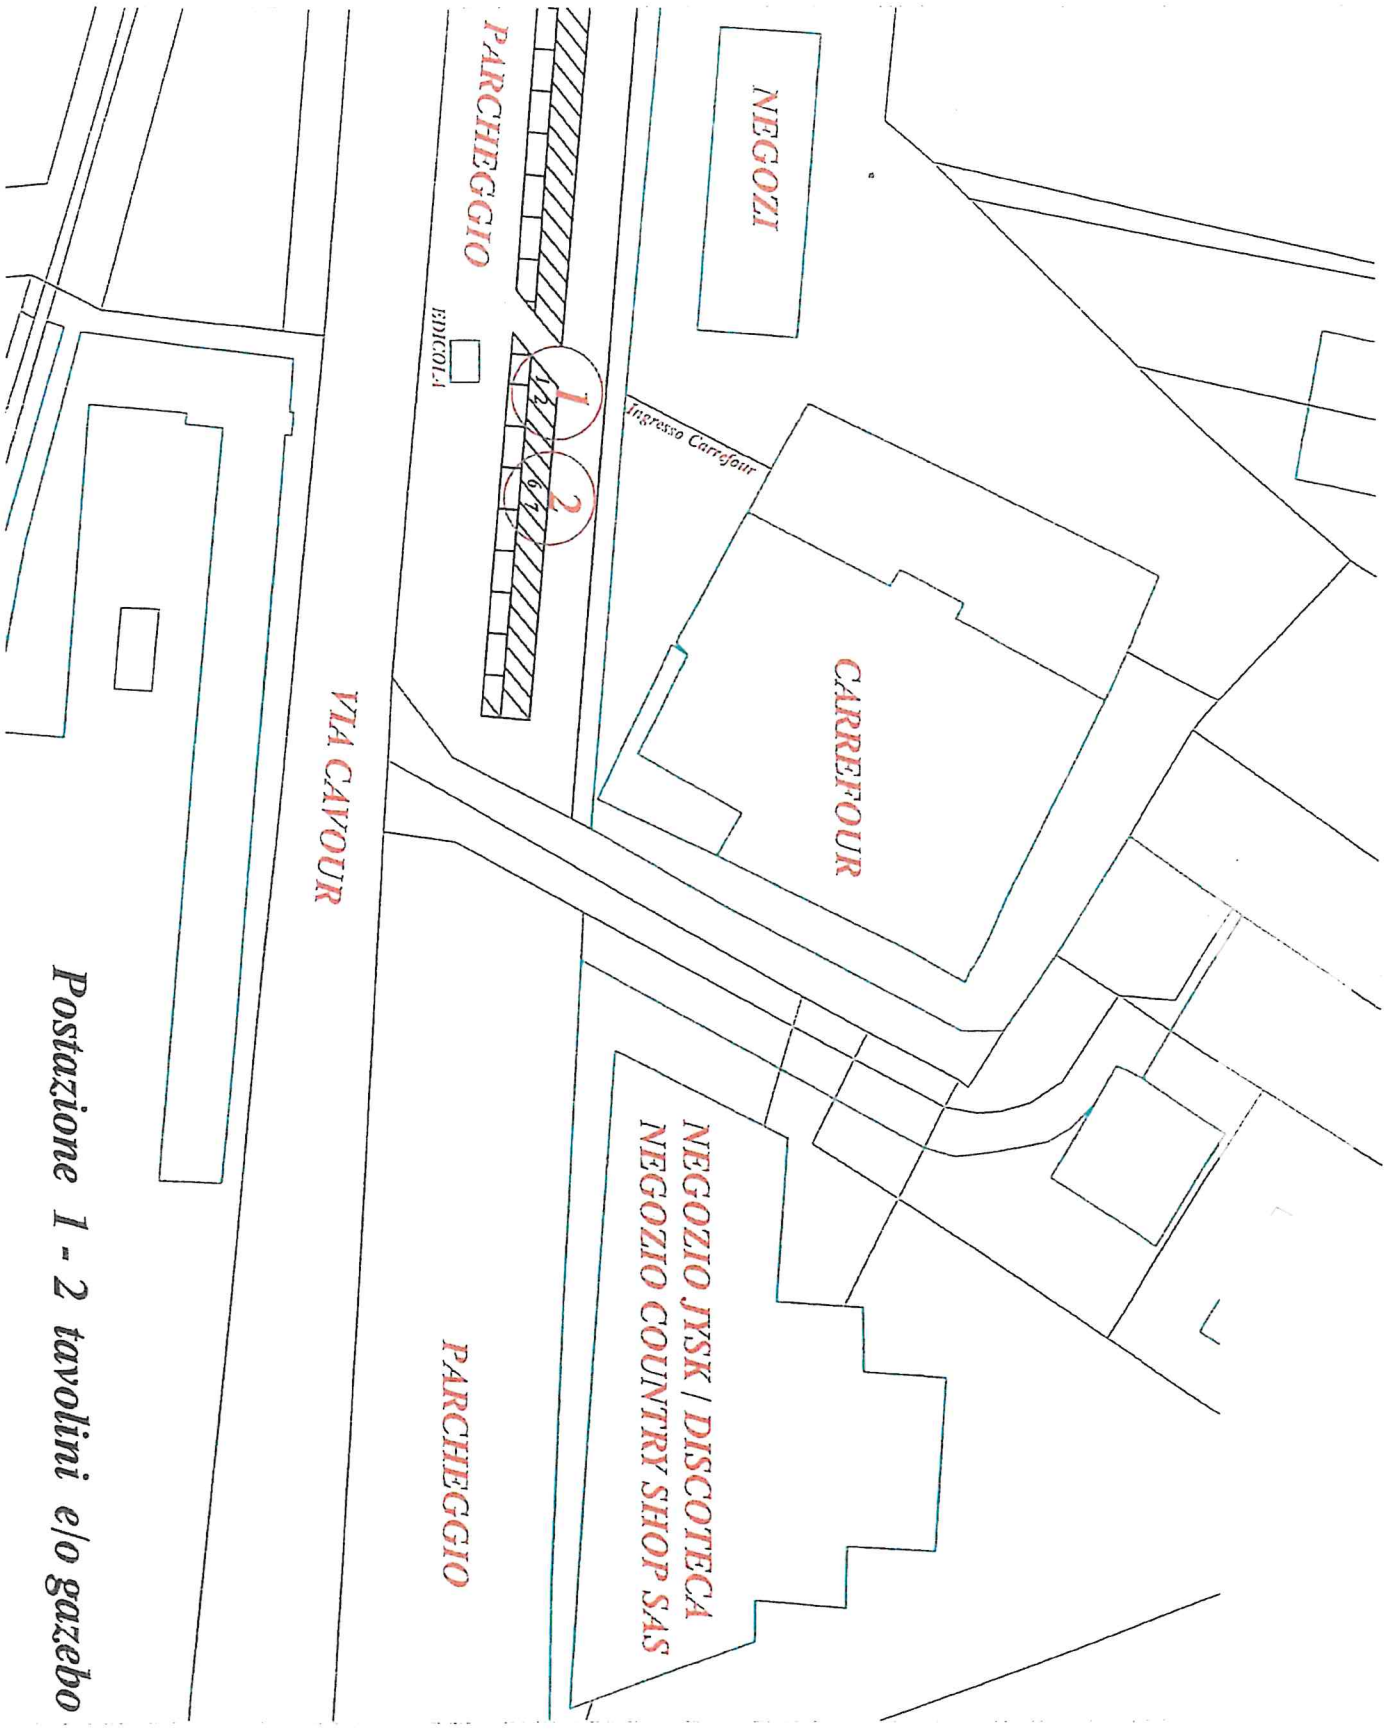 NEGOZI
PARCHEGGIO
EDICOLA
1
2
Ingresso Carrefour
CARREFOUR
VIA CAVOUR
NEGOZIO JYSK / DISCOTECA
NEGOZIO COUNTRY SHOP SAS
PARCHEGGIO
Postazione 1 - 2 tavolini e/o gazebo